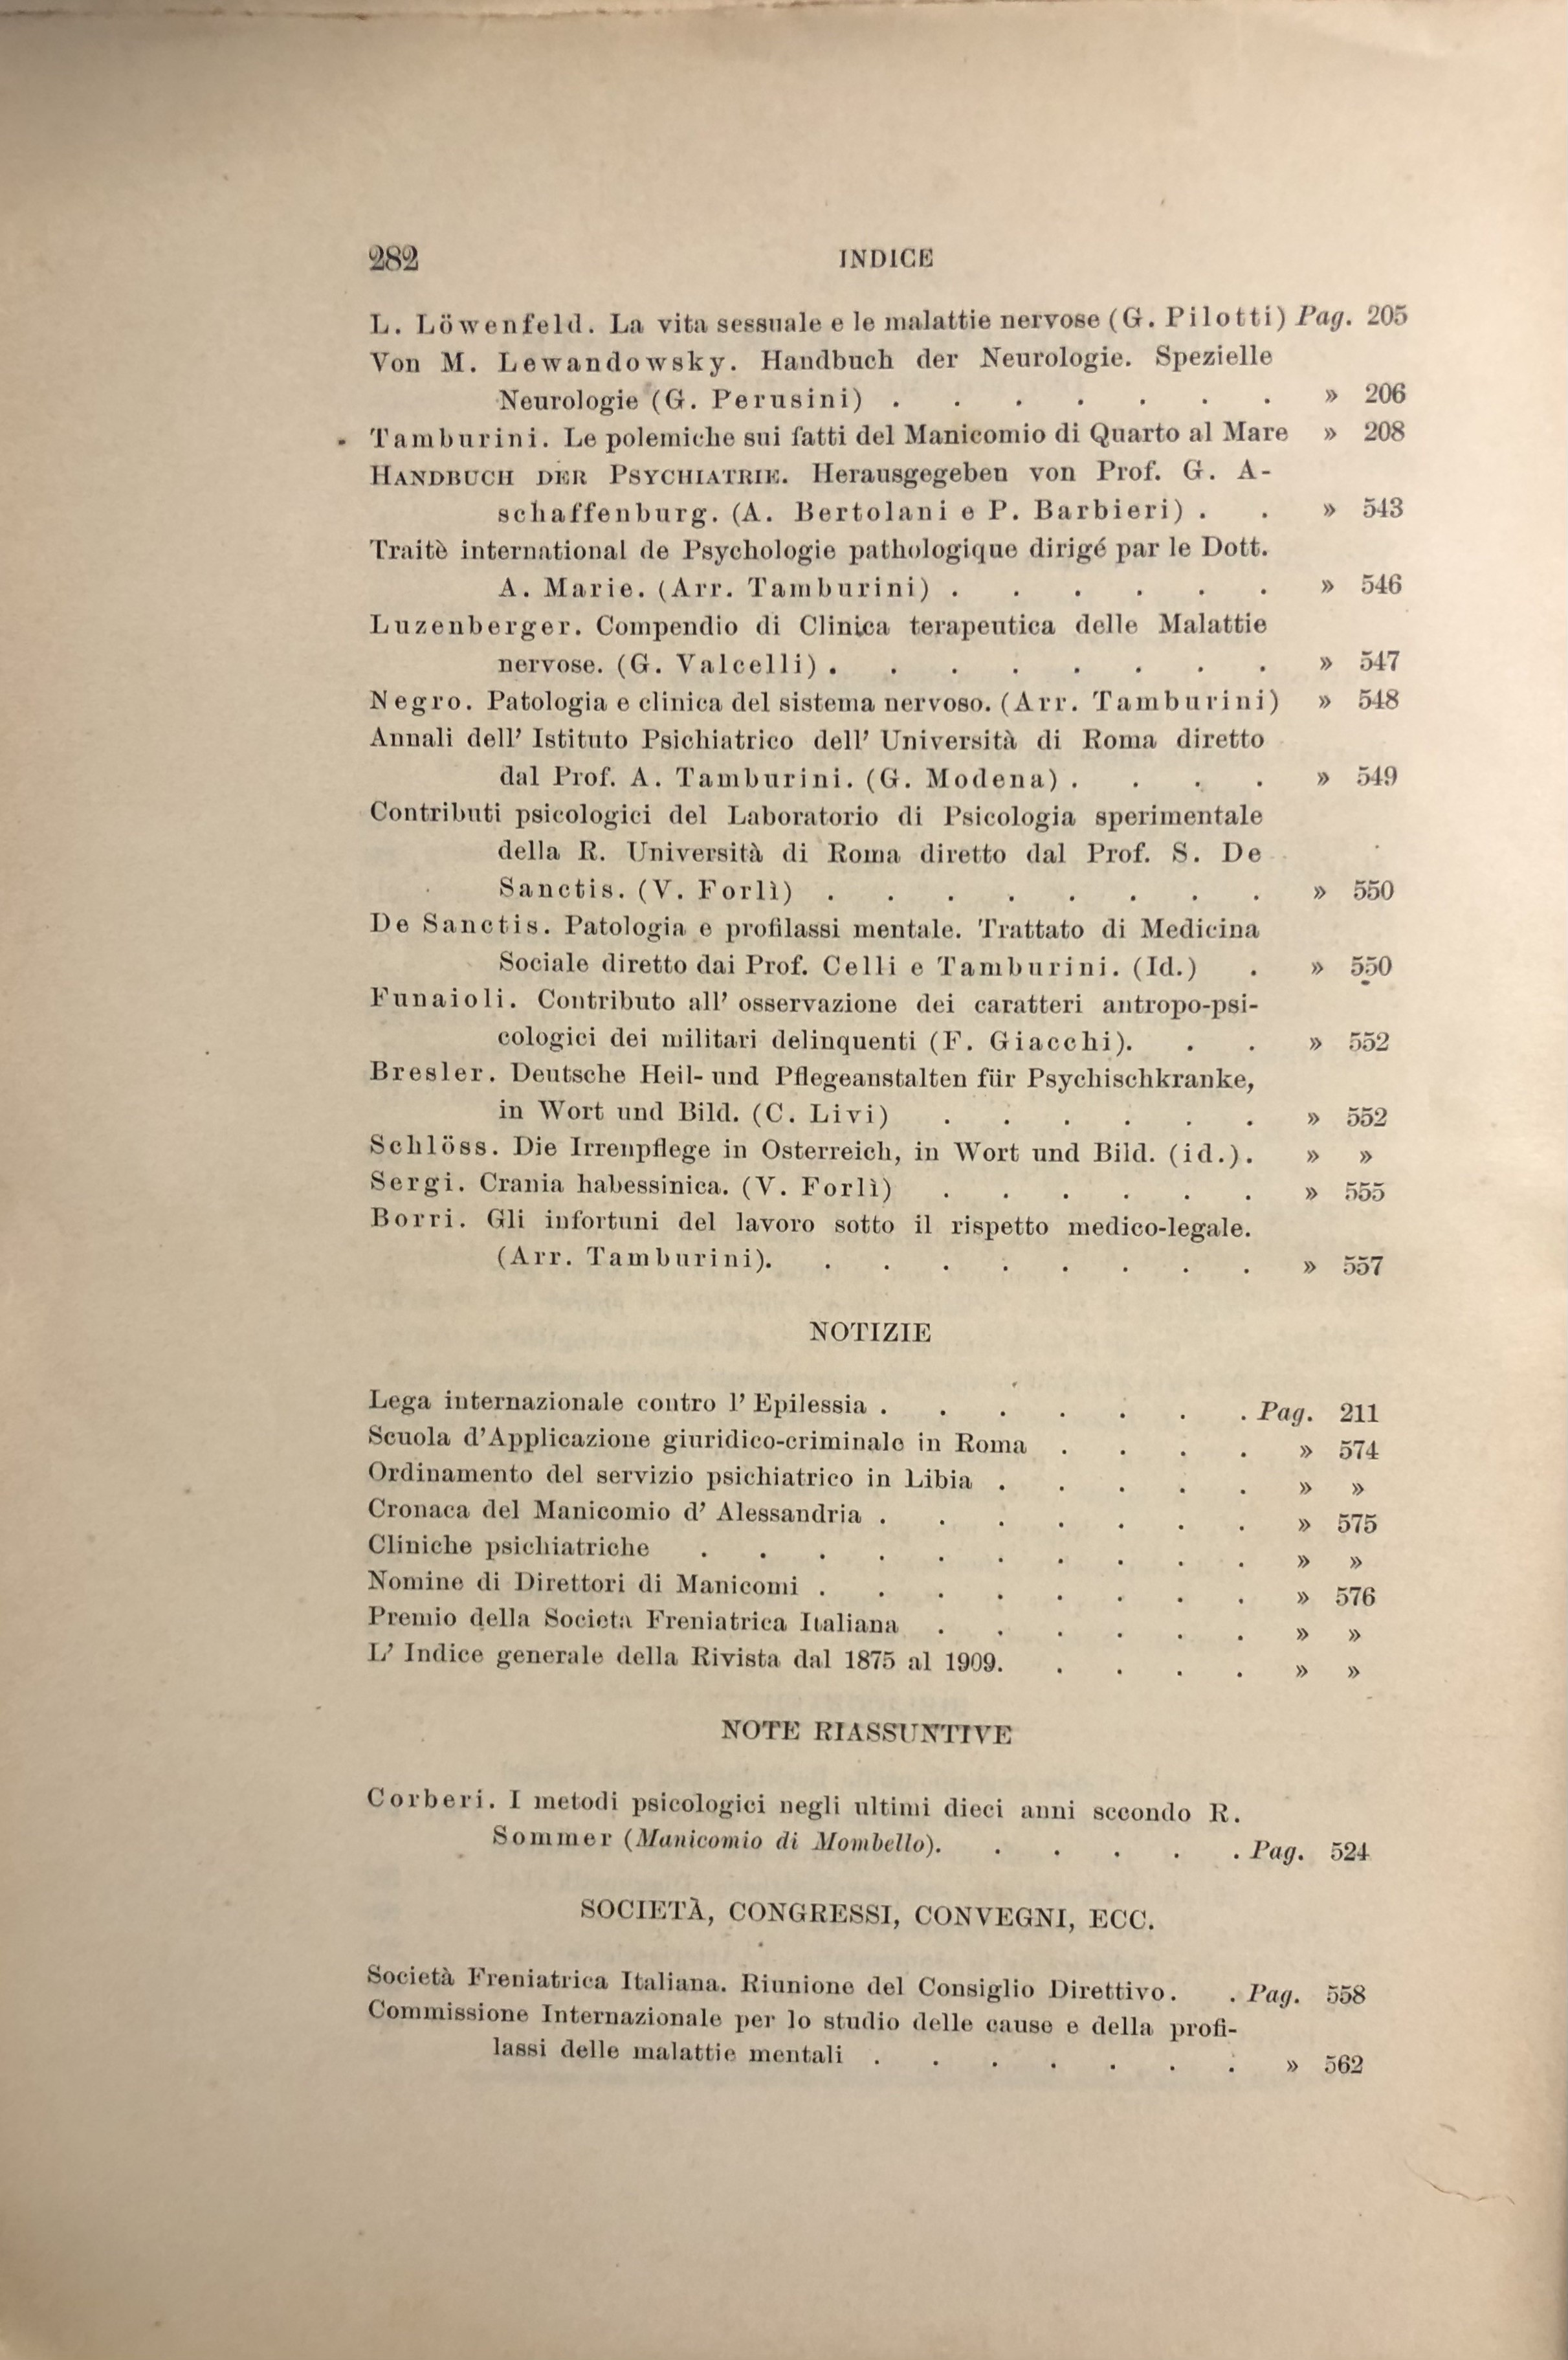 282 INDICE
L. Löwenfeld. La vita sessuale e le malattie nervose (G. Pilotti) Pag. 205
Von M. Lewandowsky. Handbuch der Neurologie. Spezielle
Neurologie (G. Perusini) . . . . . . . » 206
Tamburini. Le polemiche sui fatti del Manicomio di Quarto al Mare » 208
HANDBUCH DER PSYCHIATRIE. Herausgegeben von Prof. G. A-
schaffenburg. (A. Bertolani e P. Barbieri) . . » 543
Traitè international de Psychologie pathologique dirigé par le Dott.
A. Marie. (Arr. Tamburini) . . . . . . » 546
Luzenberger. Compendio di Clinica terapeutica delle Malattie
nervose. (G. Valcelli) . . . . . . . . » 547
Negro. Patologia e clinica del sistema nervoso. (Arr. Tamburini) » 548
Annali dell' Istituto Psichiatrico dell' Università di Roma diretto
dal Prof. A. Tamburini. (G. Modena) . . . . » 549
Contributi psicologici del Laboratorio di Psicologia sperimentale
della R. Università di Roma diretto dal Prof. S. De
Sanctis. (V. Forlì) . . . . . . . . » 550
De Sanctis. Patologia e profilassi mentale. Trattato di Medicina
Sociale diretto dai Prof. Celli e Tamburini. (Id.) . » 550
Funaioli. Contributo all' osservazione dei caratteri antropo-psi-
cologici dei militari delinquenti (F. Giacchi). . . » 552
Bresler. Deutsche Heil- und Pflegeanstalten für Psychischkranke,
in Wort und Bild. (C. Livi) . . . . . . » 552
Schlöss. Die Irrenpflege in Osterreich, in Wort und Bild. (id.). » »
Sergi. Crania habessinica. (V. Forlì) . . . . . . » 555
Borri. Gli infortuni del lavoro sotto il rispetto medico-legale.
(Arr. Tamburini). . . . . . . . . » 557
NOTIZIE
Lega internazionale contro l' Epilessia . . . . . . . Pag. 211
Scuola d'Applicazione giuridico-criminale in Roma . . . . » 574
Ordinamento del servizio psichiatrico in Libia . . . . . » »
Cronaca del Manicomio d' Alessandria . . . . . . . » 575
Cliniche psichiatriche . . . . . . . . . . » »
Nomine di Direttori di Manicomi . . . . . . . . » 576
Premio della Societa Freniatrica Italiana . . . . . . » »
L' Indice generale della Rivista dal 1875 al 1909. . . . . » »
NOTE RIASSUNTIVE
Corberi. I metodi psicologici negli ultimi dieci anni secondo R.
Sommer (Manicomio di Mombello). . . . . . Pag. 524
SOCIETÀ, CONGRESSI, CONVEGNI, ECC.
Società Freniatrica Italiana. Riunione del Consiglio Direttivo. . Pag. 558
Commissione Internazionale per lo studio delle cause e della profi-
lassi delle malattie mentali . . . . . . . » 562